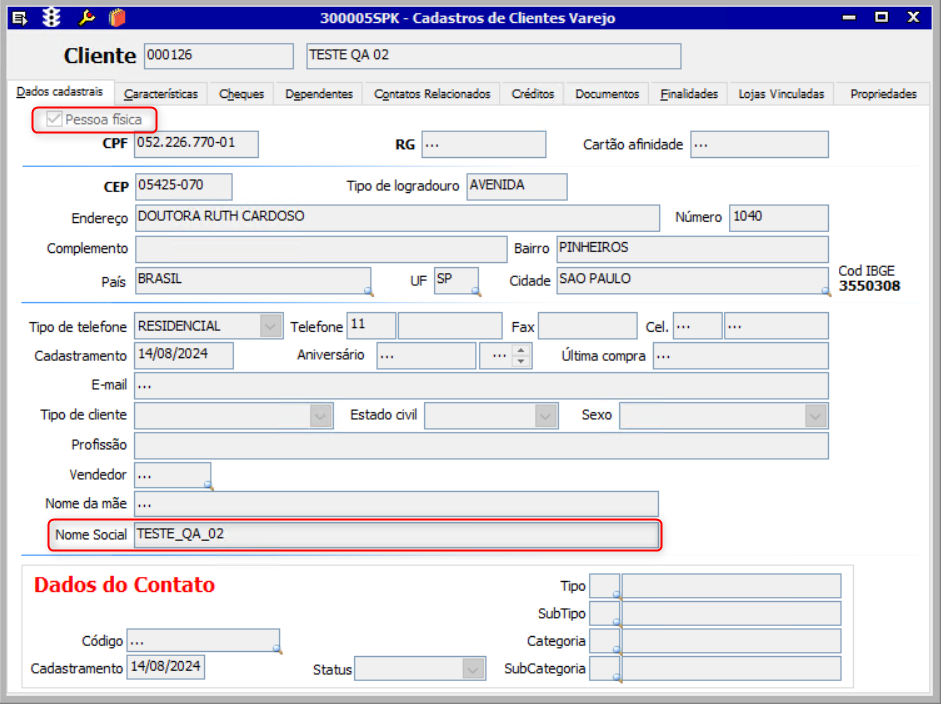 300005SPK - Cadastros de Clientes Varejo
Cliente 000126 TESTE QA 02
Dados cadastrais Características Cheques Dependentes Contatos Relacionados Créditos Documentos Finalidades Lojas Vinculadas Propriedades
Pessoa física
CPF 052.226.770-01 RG ... Cartão afinidade ...
CEP 05425-070 Tipo de logradouro AVENIDA
Endereço DOUTORA RUTH CARDOSO Número 1040
Complemento Bairro PINHEIROS
País BRASIL UF SP Cidade SAO PAULO Cod IBGE
3550308
Tipo de telefone RESIDENCIAL Telefone 11 Fax Cel. ... ...
Cadastramento 14/08/2024 Aniversário ... ... Última compra ...
E-mail ...
Tipo de cliente Estado civil Sexo
Profissão
Vendedor ...
Nome da mãe ...
Nome Social TESTE_QA_02
Dados do Contato
Tipo
SubTipo
Código ... Categoria
Cadastramento 14/08/2024 Status SubCategoria